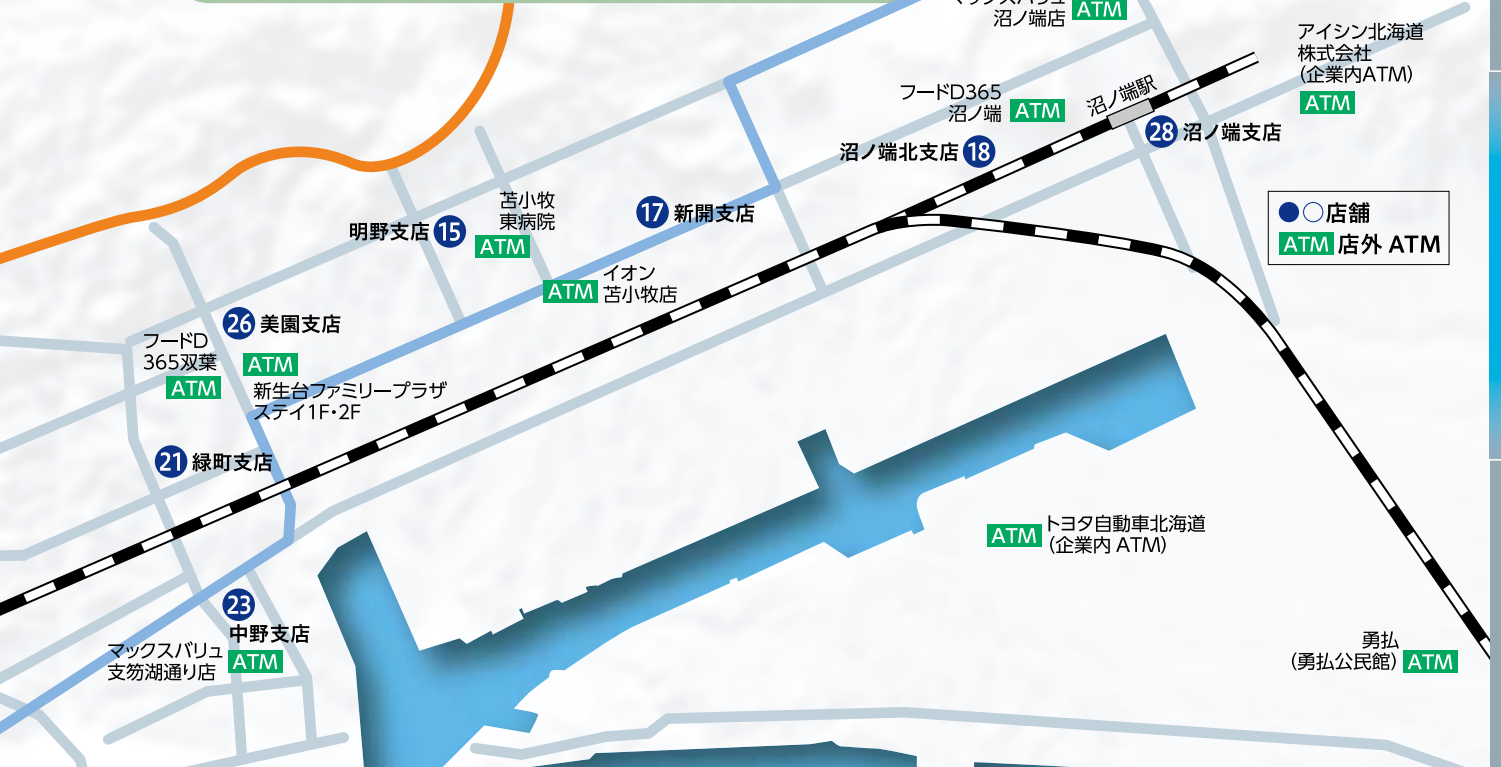 マックスバリュ
沼ノ端店
ATM
アイシン北海道
株式会社
(企業内ATM)
ATM
フードD365
沼ノ端
ATM
沼ノ端駅
28 沼ノ端支店
沼ノ端北支店 18
●○店舗
ATM 店外 ATM
苫小牧
東病院
ATM
17 新開支店
明野支店 15
ATM
イオン
苫小牧店
26 美園支店
フードD
365双葉
ATM
ATM
新生台ファミリープラザ
ステイ1F・2F
21 緑町支店
ATM
トヨタ自動車北海道
(企業内 ATM)
23
中野支店
マックスバリュ
支笏湖通り店
ATM
勇払
(勇払公民館)
ATM